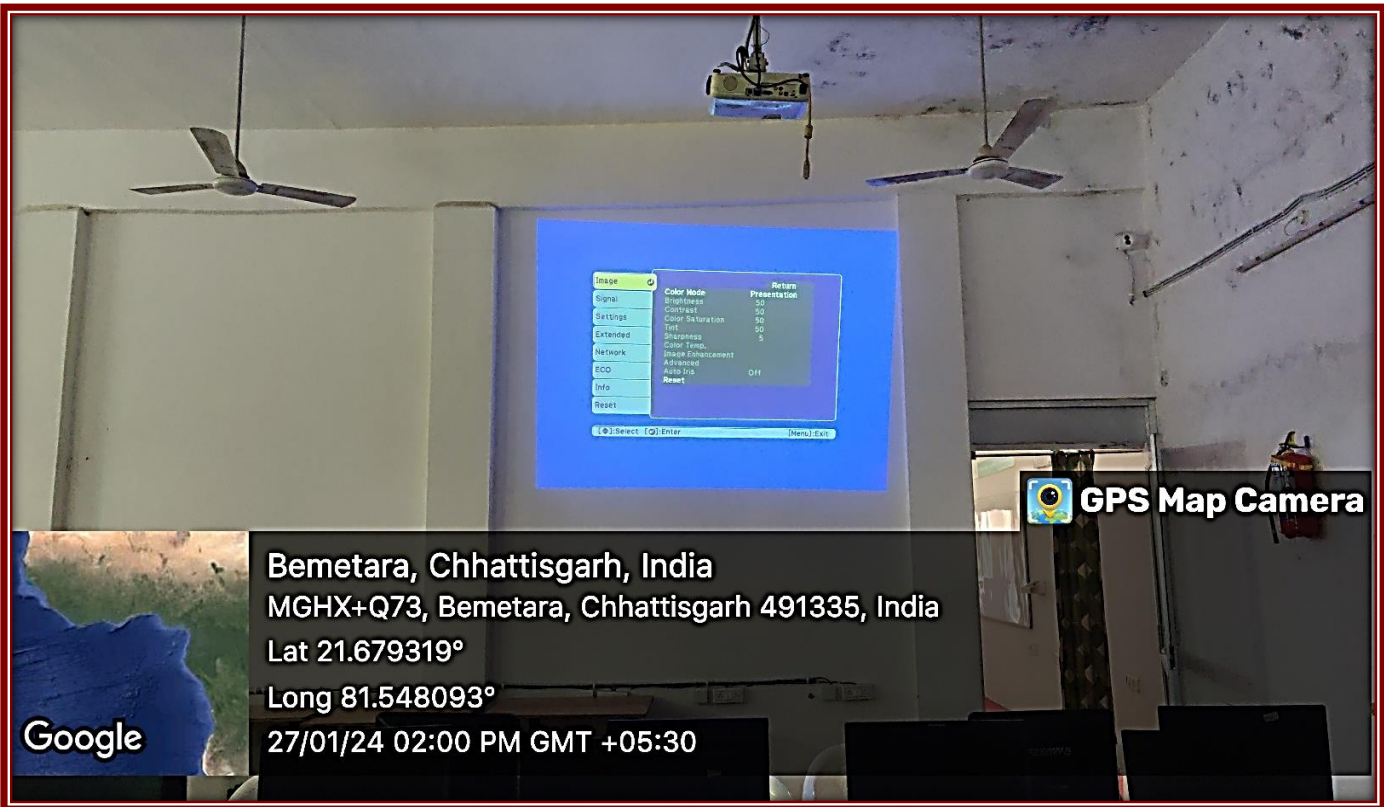 Image
Signal
Settings
Extended
Network
ECO
Info
Reset
Return
Color Mode Presentation
Brightness 50
Contrast 50
Color Saturation 50
Tint 50
Sharpness 5
Color Temp.
Image Enhancement
Advanced
Auto Iris Off
Reset
[Menu]:Exit
:Select
:Enter
GPS Map Camera
Bemetara, Chhattisgarh, India
MGHX+Q73, Bemetara, Chhattisgarh 491335, India
Lat 21.679319°
Long 81.548093°
27/01/24 02:00 PM GMT +05:30
Google